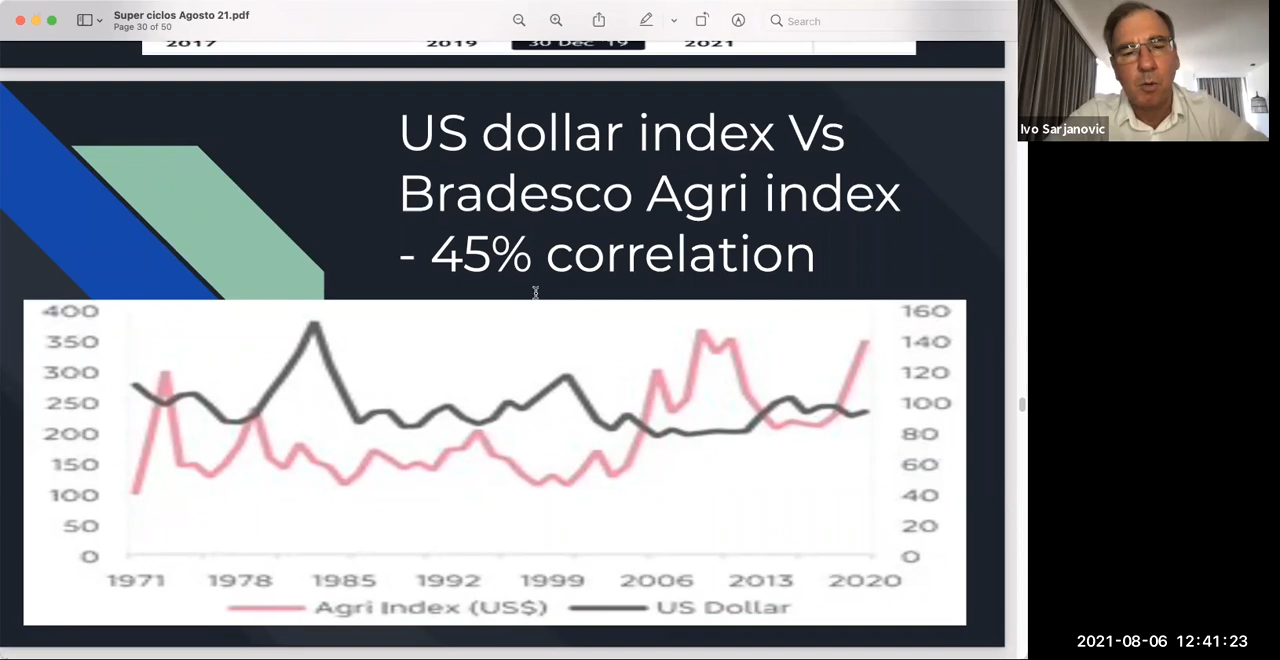 Super ciclos Agosto 21.pdf
Page 30 of 50
Search
2017 2019 30 Dec '19 2021
Ivo Sarjanovic
US dollar index Vs
Bradesco Agri index
- 45% correlation
400 160
350 140
300 120
250 100
200 80
150 60
100 40
50 20
0 0
1971 1978 1985 1992 1999 2006 2013 2020
Agri Index (US$) US Dollar
2021-08-06 12:41:23